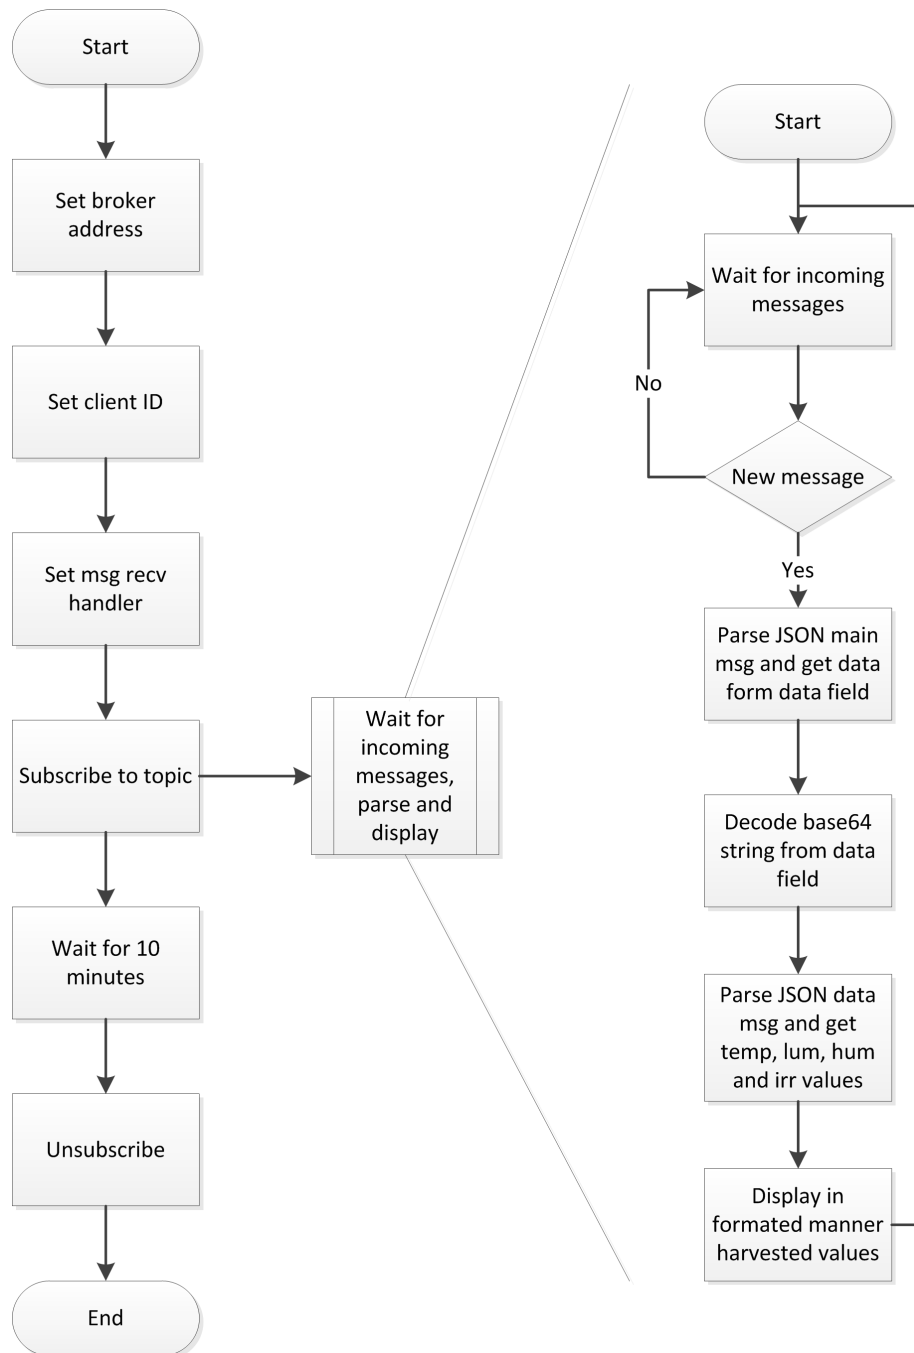 Start
Set broker
address
Set client ID
Set msg recv
handler
Subscribe to topic
Wait for 10
minutes
Unsubscribe
End
Wait for
incoming
messages,
parse and
display
Start
Wait for incoming
messages
No
New message
Yes
Parse JSON main
msg and get data
form data field
Decode base64
string from data
field
Parse JSON data
msg and get
temp, lum, hum
and irr values
Display in
formated manner
harvested values